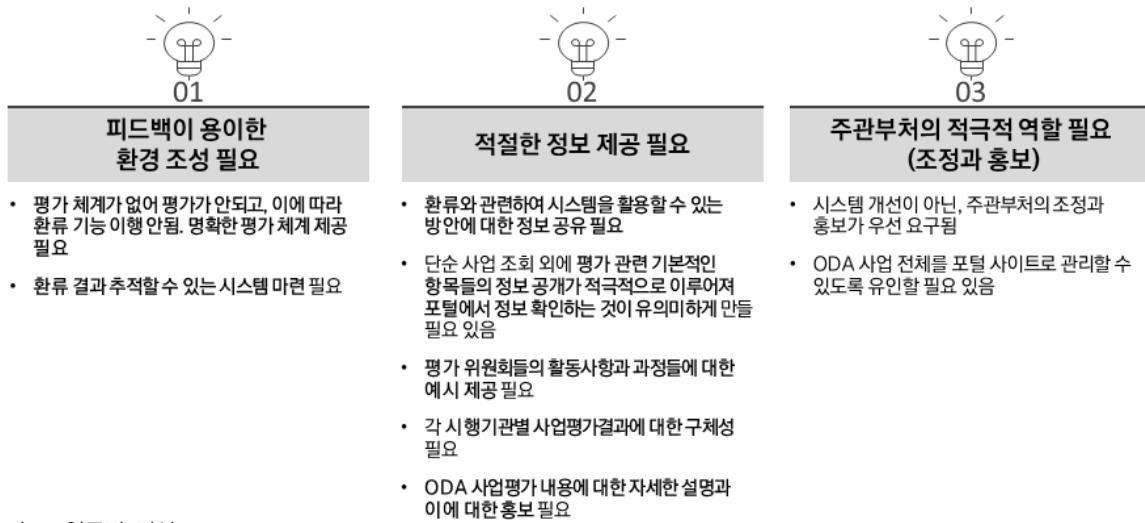 01
피드백이 용이한
환경 조성 필요
• 평가 체계가 없어 평가가 안되고, 이에 따라
환류 기능 이행 안됨. 명확한 평가 체계 제공
필요
• 환류 결과 추적할 수 있는 시스템 마련 필요
02
적절한 정보 제공 필요
• 환류와 관련하여 시스템을 활용할 수 있는
방안에 대한 정보 공유 필요
• 단순 사업 조회 외에 평가 관련 기본적인
항목들의 정보 공개가 적극적으로 이루어져
포털에서 정보 확인하는 것이 유의미하게 만들
필요 있음
• 평가 위원회들의 활동사항과 과정들에 대한
예시 제공 필요
• 각 시행기관별 사업평가결과에 대한 구체성
필요
• ODA 사업평가 내용에 대한 자세한 설명과
이에 대한 홍보 필요
03
주관부처의 적극적 역할 필요
(조정과 홍보)
• 시스템 개선이 아닌, 주관부처의 조정과
홍보가 우선 요구됨
• ODA 사업 전체를 포털 사이트로 관리할 수
있도록 유인할 필요 있음